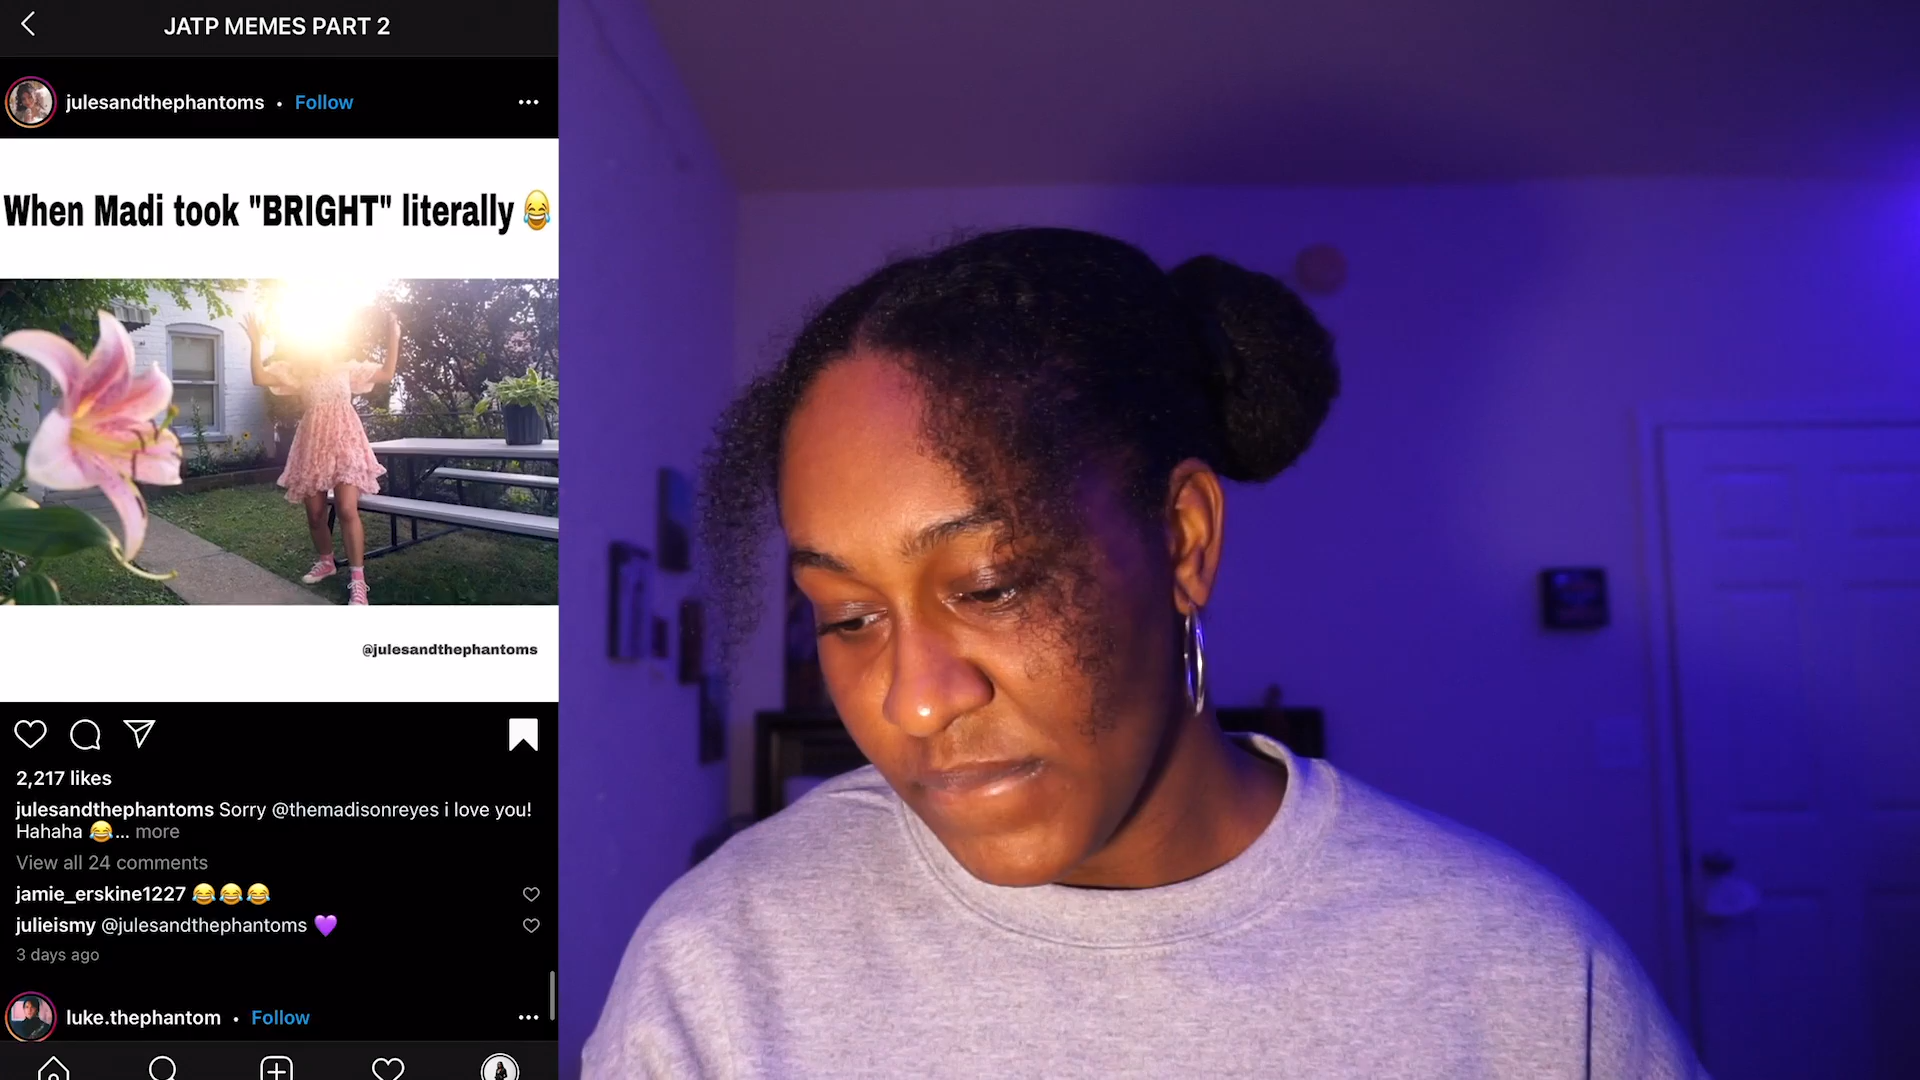 JATP MEMES PART 2
julesandthephantoms • Follow
When Madi took "BRIGHT" literally 😂
@julesandthephantoms
2,217 likes
julesandthephantoms Sorry @themadisonreyes i love you!
Hahaha 😂... more
View all 24 comments
jamie_erskine1227 😂😂😂
julieismy @julesandthephantoms 💜
3 days ago
luke.thephantom • Follow